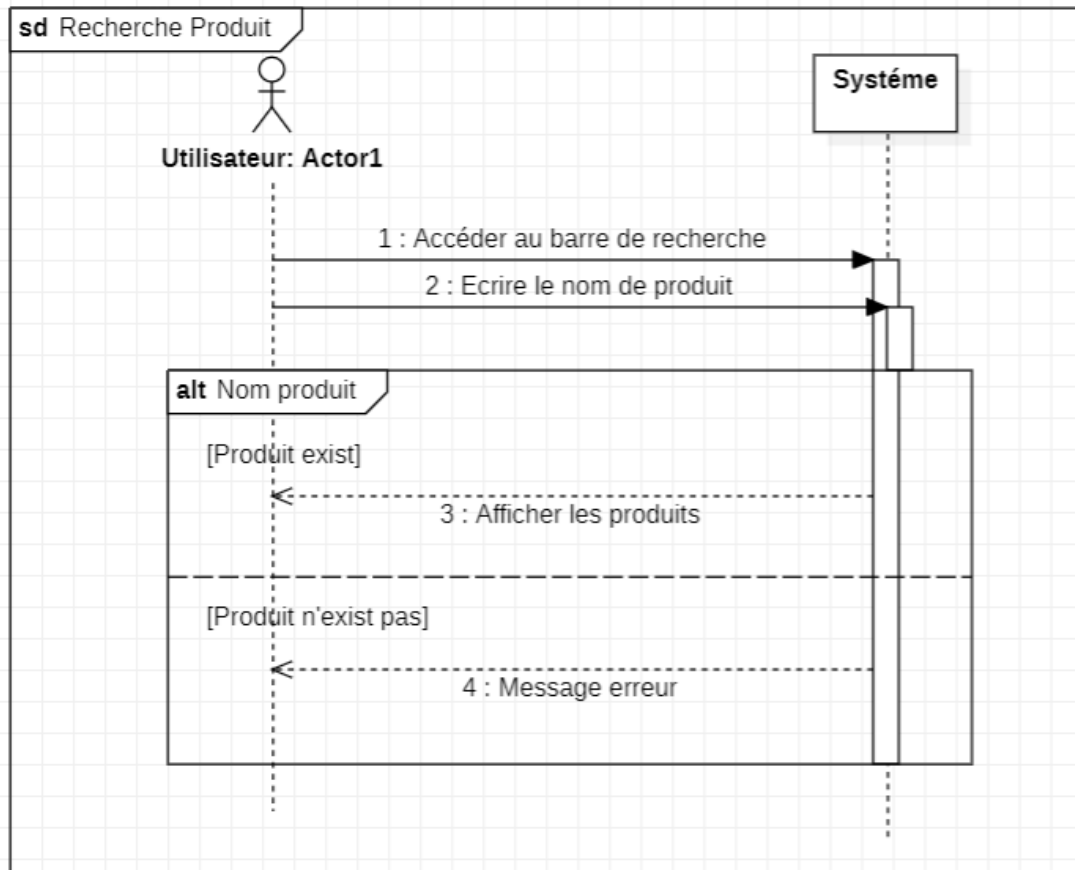 sd Recherche Produit
Systéme
Utilisateur: Actor1
1 : Accéder au barre de recherche
2 : Ecrire le nom de produit
alt Nom produit
[Produit exist]
3 : Afficher les produits
[Produit n'exist pas]
4 : Message erreur